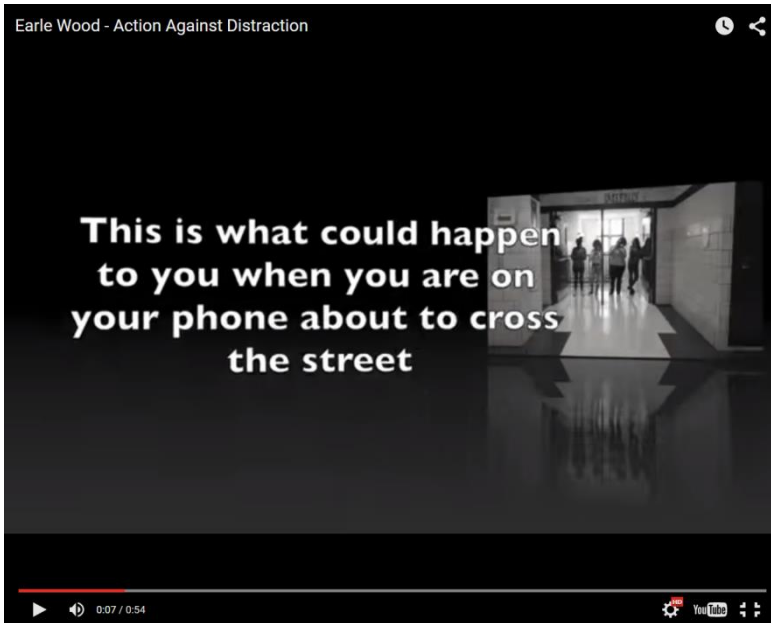 Earle Wood - Action Against Distraction
This is what could happen
to you when you are on
your phone about to cross
the street
0:07 / 0:54
HD
YouTube